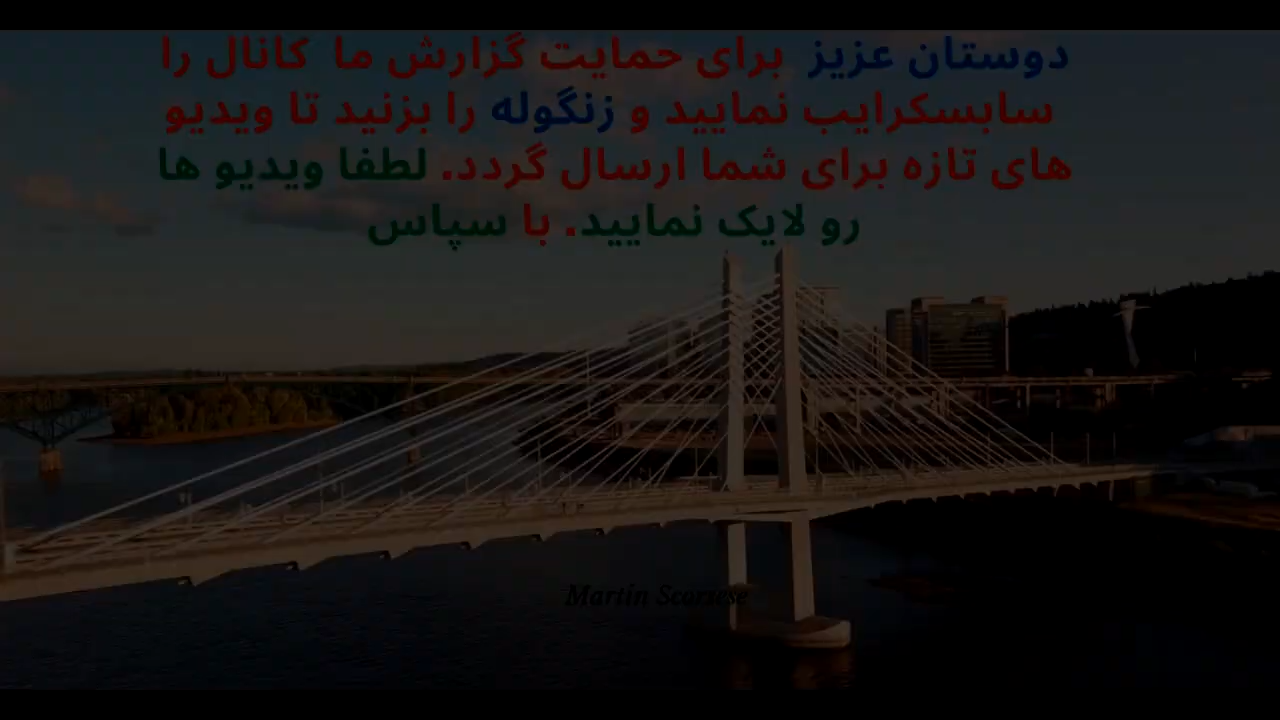 دوستان عزیز برای حمایت گزارش ما کانال را
سابسکرایب نمایید و زنگوله را بزنید تا ویدیو
های تازه برای شما ارسال گردد. لطفا ویدیو ها
رو لایک نمایید. با سپاس
Martin Scorsese